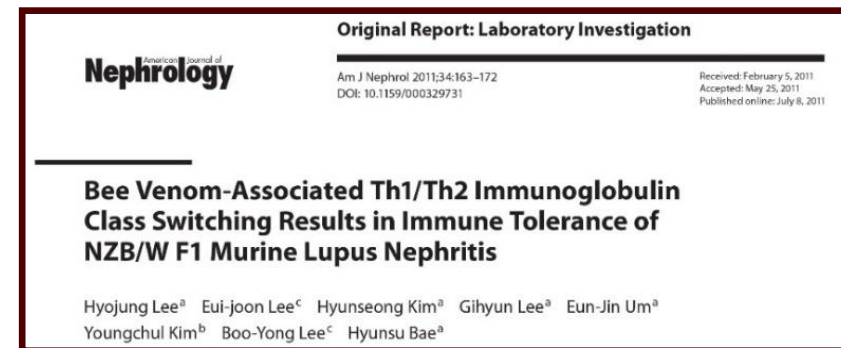 Original Report: Laboratory Investigation
American Journal of
Nephrology
Am J Nephrol 2011;34:163–172
DOI: 10.1159/000329731
Received: February 5, 2011
Accepted: May 25, 2011
Published online: July 8, 2011
Bee Venom-Associated Th1/Th2 Immunoglobulin
Class Switching Results in Immune Tolerance of
NZB/W F1 Murine Lupus Nephritis
Hyojung Leeᵃ Eui-joon Leeᶜ Hyunseong Kimᵃ Gihyun Leeᵃ Eun-Jin Umᵃ
Youngchul Kimᵇ Boo-Yong Leeᶜ Hyunsu Baeᵃ